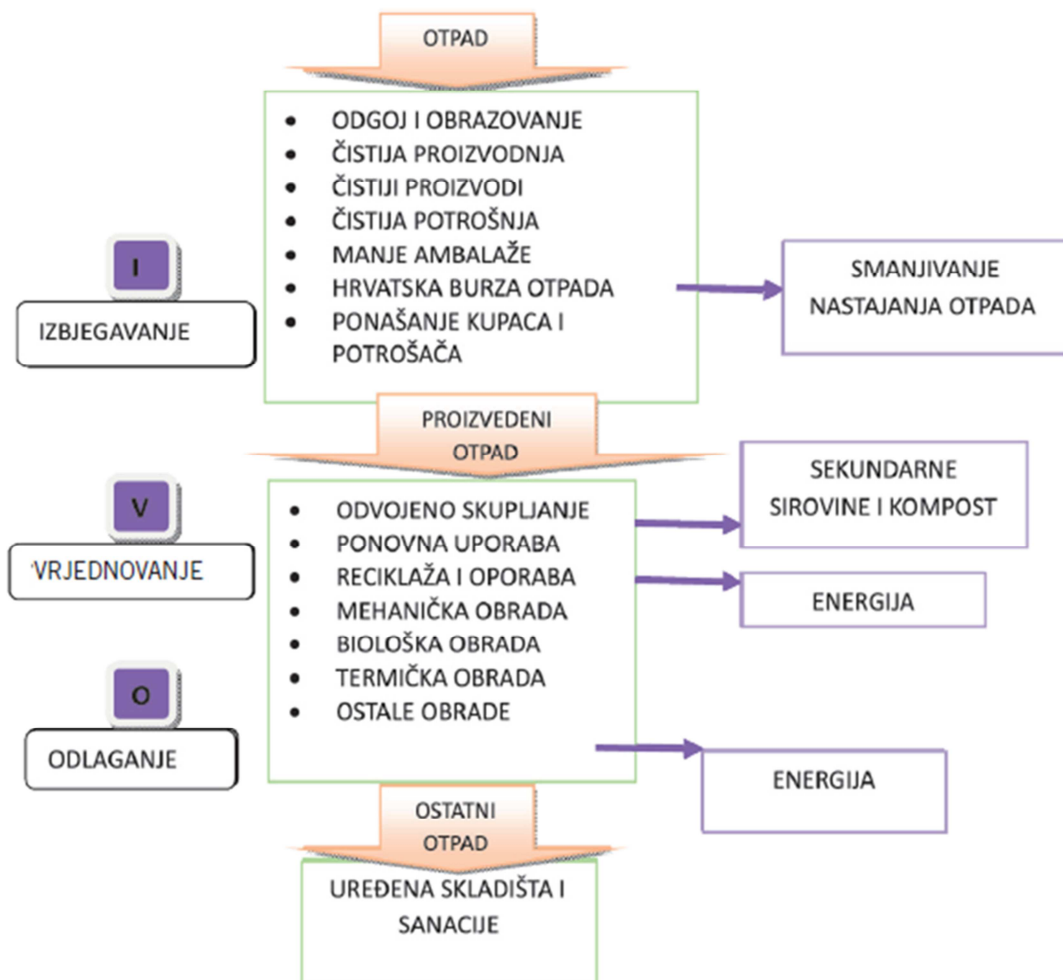 OTPAD
ODGOJ I OBRAZOVANJE
ČISTIJA PROIZVODNJA
ČISTIJI PROIZVODI
ČISTIJA POTROŠNJA
MANJE AMBALAŽE
HRVATSKA BURZA OTPADA
PONAŠANJE KUPACA I
POTROŠAČA
I
IZBJEGAVANJE
SMANJIVANJE
NASTAJANJA OTPADA
PROIZVEDENI
OTPAD
V
VRJEDNOVANJE
ODVOJENO SKUPLJANJE
PONOVNA UPORABA
RECIKLAŽA I OPORABA
MEHANIČKA OBRADA
BIOLOŠKA OBRADA
TERMIČKA OBRADA
OSTALE OBRADE
SEKUNDARNE
SIROVINE I KOMPOST
ENERGIJA
O
ODLAGANJE
ENERGIJA
OSTATNI
OTPAD
UREĐENA SKLADIŠTA I
SANACIJE